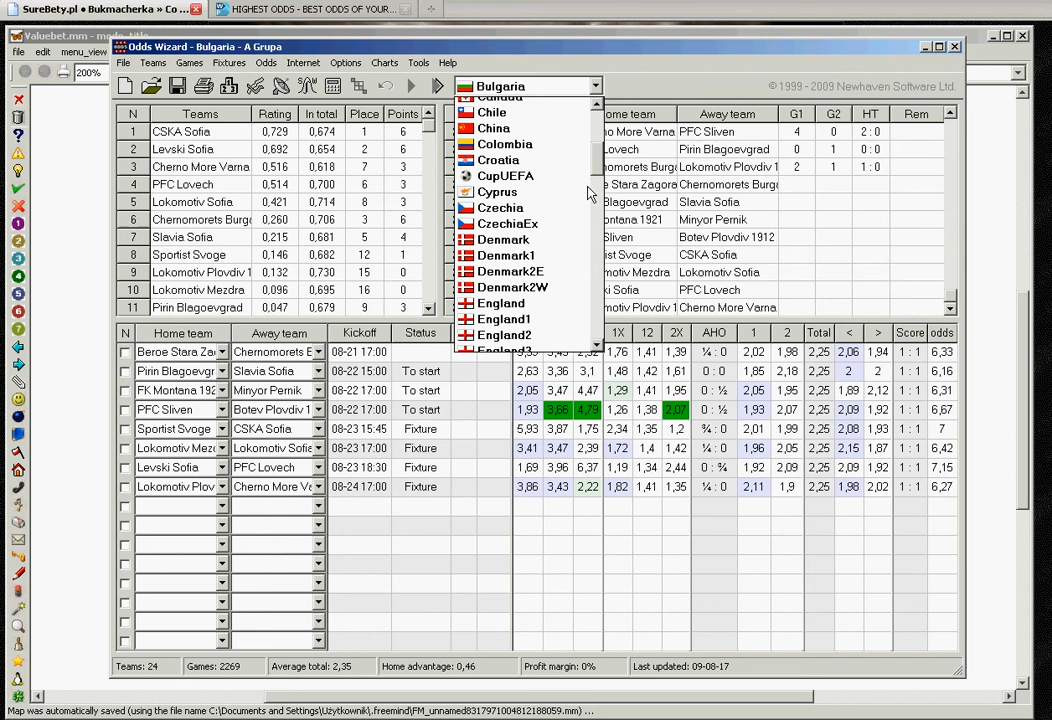 SureBety.pl ● Bukmacherka » Co ...
HIGHEST ODDS - BEST ODDS OF YOUR...
Valuebet.mm -
file edit menu_view
200%
Odds Wizard - Bulgaria - A Grupa
File Teams Games Fixtures Odds Internet Options Charts Tools Help
Bulgaria
© 1999 - 2009 Newhaven Software Ltd.
N Teams Rating In total Place Points
1 CSKA Sofia 0,729 0,674 1 6
2 Levski Sofia 0,692 0,654 2 6
3 Cherno More Varna 0,516 0,618 7 3
4 PFC Lovech 0,514 0,584 6 3
5 Lokomotiv Sofia 0,421 0,714 8 3
6 Chernomorets Burg 0,260 0,706 3 6
7 Slavia Sofia 0,215 0,681 5 4
8 Sportist Svoge 0,146 0,682 12 1
9 Lokomotiv Plovdiv 1 0,132 0,730 15 0
10 Lokomotiv Mezdra 0,096 0,695 16 0
11 Pirin Blagoevgrad 0,047 0,679 9 3
Canada
Chile
China
Colombia
Croatia
CupUEFA
Cyprus
Czechia
CzechiaEx
Denmark
Denmark1
Denmark2E
Denmark2W
England
England1
England2
England3
ome team Away team G1 G2 HT Rem
no More Varna PFC Sliven 4 0 2 : 0
Pirin Blagoevgrad 0 1 0 : 1
nomorets Burg Lokomotiv Plovdiv 1 2 1 1 : 0
e Stara Zagora Chernomorets Burg
ontana 1921 Minyor Pernik
Sliven Botev Plovdiv 1912
ist Svoge CSKA Sofia
motiv Mezdra Lokomotiv Sofia
ki Sofia PFC Lovech
motiv Plovdiv 1 Cherno More Varna
N Home team Away team Kickoff Status 1X 12 2X AHO 1 2 Total < > Score odds
Beroe Stara Za Chernomorets E 08-21 17:00 1,76 1,41 1,39 ¼ : 0 2,02 1,98 2,25 2,06 1,94 1 : 1 6,33
Pirin Blagoevgr Slavia Sofia 08-22 15:00 To start 2,63 3,36 3,1 1,48 1,42 1,61 0 : 0 1,85 2,18 2,25 2 2 1 : 1 6,16
FK Montana 192 Minyor Pernik 08-22 17:00 To start 2,05 3,47 4,47 1,29 1,41 1,95 0 : ½ 2,05 1,95 2,25 1,89 2,12 1 : 1 6,31
PFC Sliven Botev Plovdiv 1 08-22 17:00 To start 1,93 3,66 4,79 1,26 1,38 2,07 0 : ½ 1,93 2,07 2,25 2,09 1,92 1 : 1 6,67
Sportist Svoge CSKA Sofia 08-23 15:45 Fixture 5,93 3,87 1,75 2,34 1,35 1,2 ¾ : 0 2,01 1,99 2,25 2,08 1,93 1 : 1 7
Lokomotiv Mezc Lokomotiv Sofia 08-23 17:00 Fixture 3,41 3,47 2,39 1,72 1,4 1,42 ¼ : 0 1,96 2,05 2,25 2,15 1,87 1 : 1 6,42
Levski Sofia PFC Lovech 08-23 18:30 Fixture 1,69 3,96 6,37 1,19 1,34 2,44 0 : ¾ 1,92 2,09 2,25 2,09 1,92 1 : 1 7,15
Lokomotiv Plov Cherno More Ve 08-24 17:00 Fixture 3,86 3,43 2,22 1,82 1,41 1,35 ¼ : 0 2,11 1,9 2,25 1,98 2,02 1 : 1 6,27
Teams: 24 Games: 2269 Average total: 2,35 Home advantage: 0,46 Profit margin: 0% Last updated: 09-08-17
Map was automatically saved (using the file name C:\Documents and Settings\Użytkownik\.freemind\FM_unnamed8317971004812188059.mm) ...